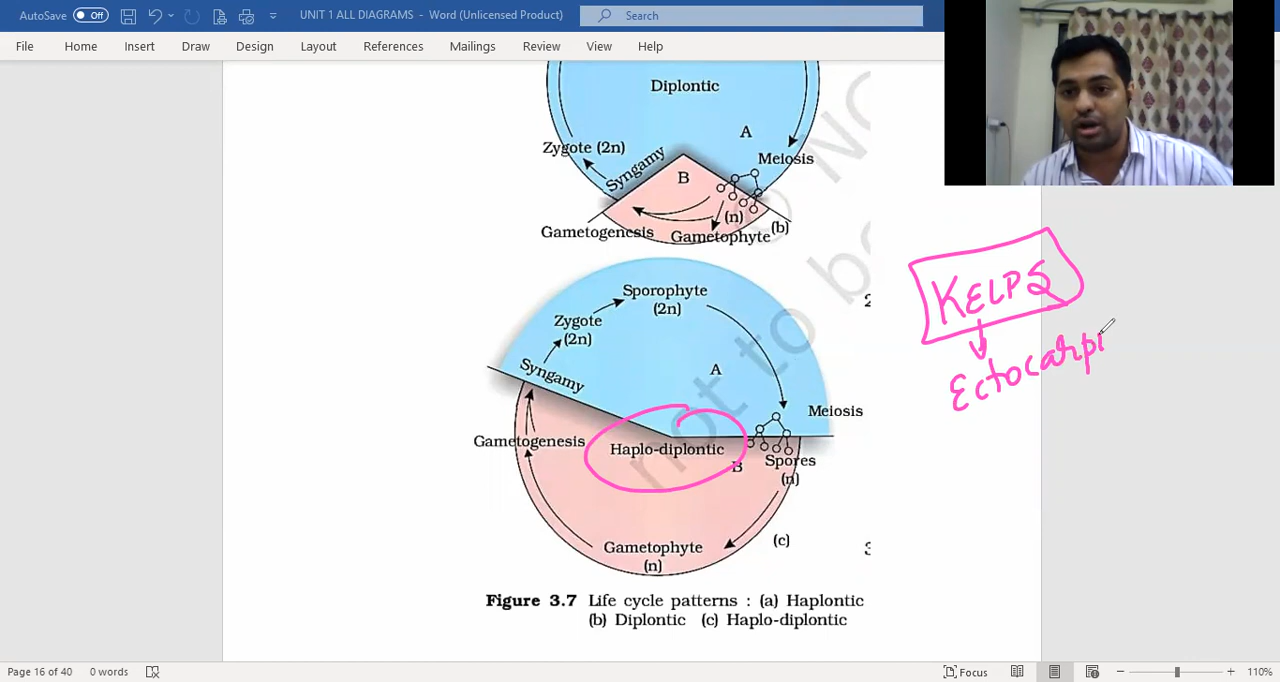 AutoSave Off UNIT 1 ALL DIAGRAMS - Word (Unlicensed Product) Search
File Home Insert Draw Design Layout References Mailings Review View Help
Diplontic
A
Zygote (2n)
Syngamy
Meiosis
B
(n)
(b)
Gametogenesis
Gametophyte
Sporophyte
(2n)
Zygote
(2n)
Syngamy
A
Meiosis
Gametogenesis
Haplo-diplontic
B
Spores
(n)
Gametophyte
(n)
(c)
not to be
Figure 3.7 Life cycle patterns : (a) Haplontic
(b) Diplontic (c) Haplo-diplontic
KELPS
Ectocarpi
Page 16 of 40 0 words Focus 110%